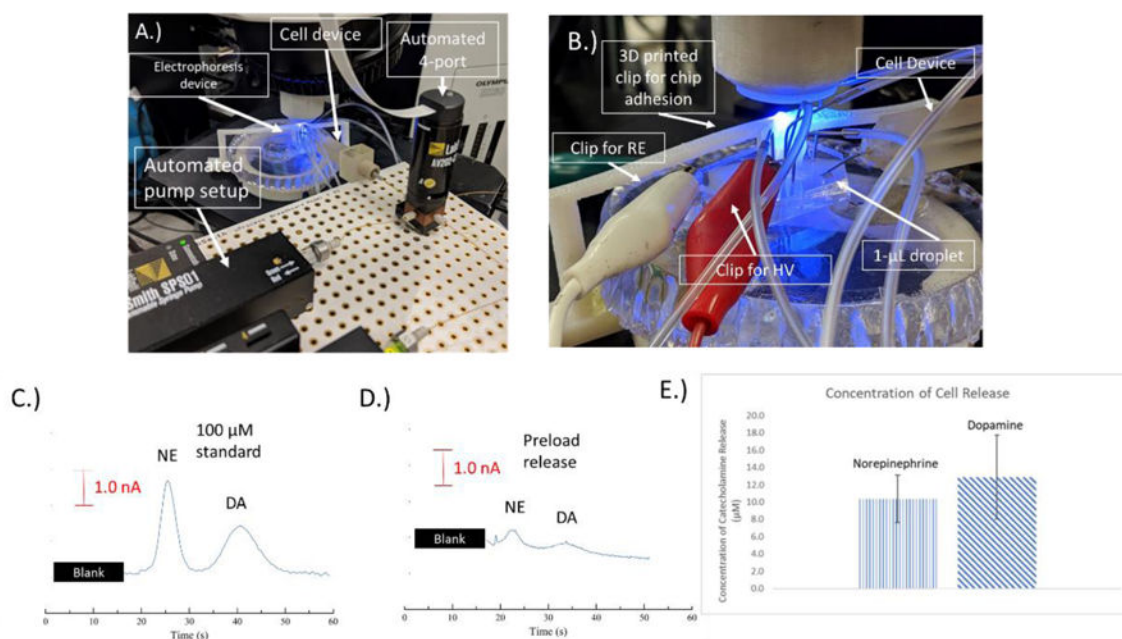 A.)
Cell device
Automated
4-port
Electrophoresis
device
OLYMP
Automated
pump setup
Smith SPS01
B.)
3D printed
clip for chip
adhesion
Cell Device
Clip for RE
Clip for HV
1-µL droplet
C.)
100 µM
standard
NE
1.0 nA
DA
Blank
0 10 20 30 40 50 60
Time (s)
D.)
Preload
release
1.0 nA
NE
DA
Blank
0 10 20 30 40 50 60
Time (s)
E.)
Concentration of Cell Release
Concentration of Catecholamine Release
(µM)
20.0
18.0
16.0
14.0
12.0
10.0
8.0
6.0
4.0
2.0
0.0
Norepinephrine
Dopamine